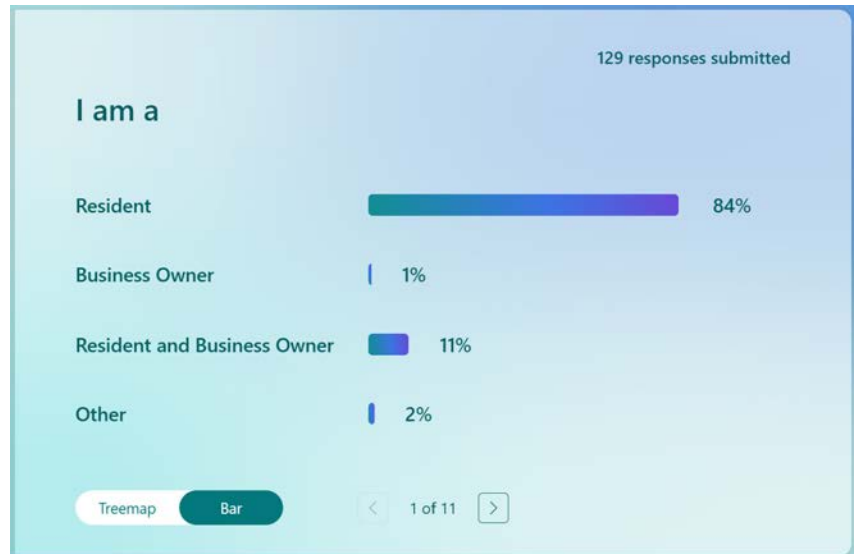 129 responses submitted
I am a
Resident 84%
Business Owner 1%
Resident and Business Owner 11%
Other 2%
Treemap Bar 1 of 11